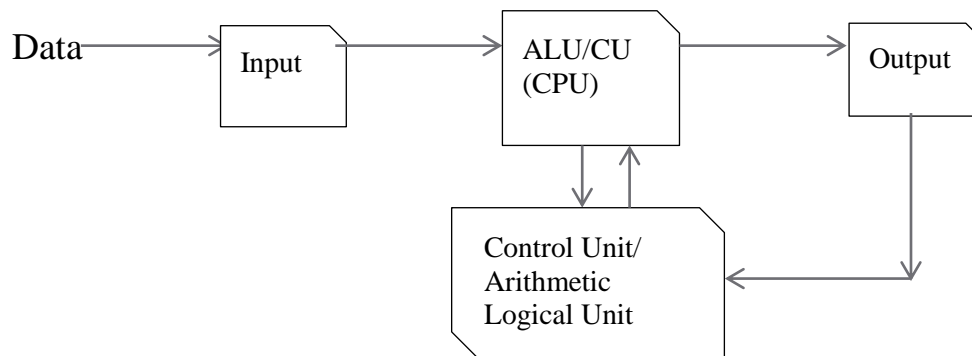 Data
Input
ALU/CU
(CPU)
Output
Control Unit/
Arithmetic
Logical Unit